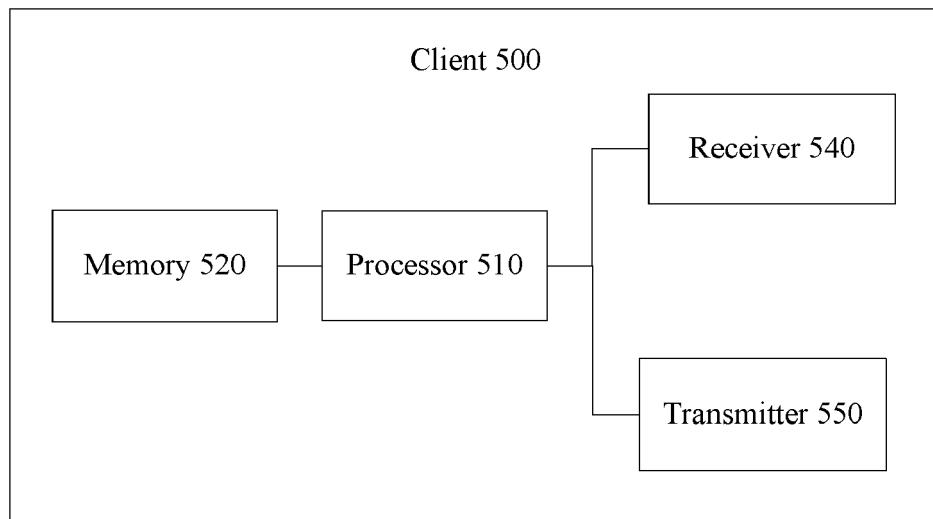 Client 500
Receiver 540
Memory 520
Processor 510
Transmitter 550